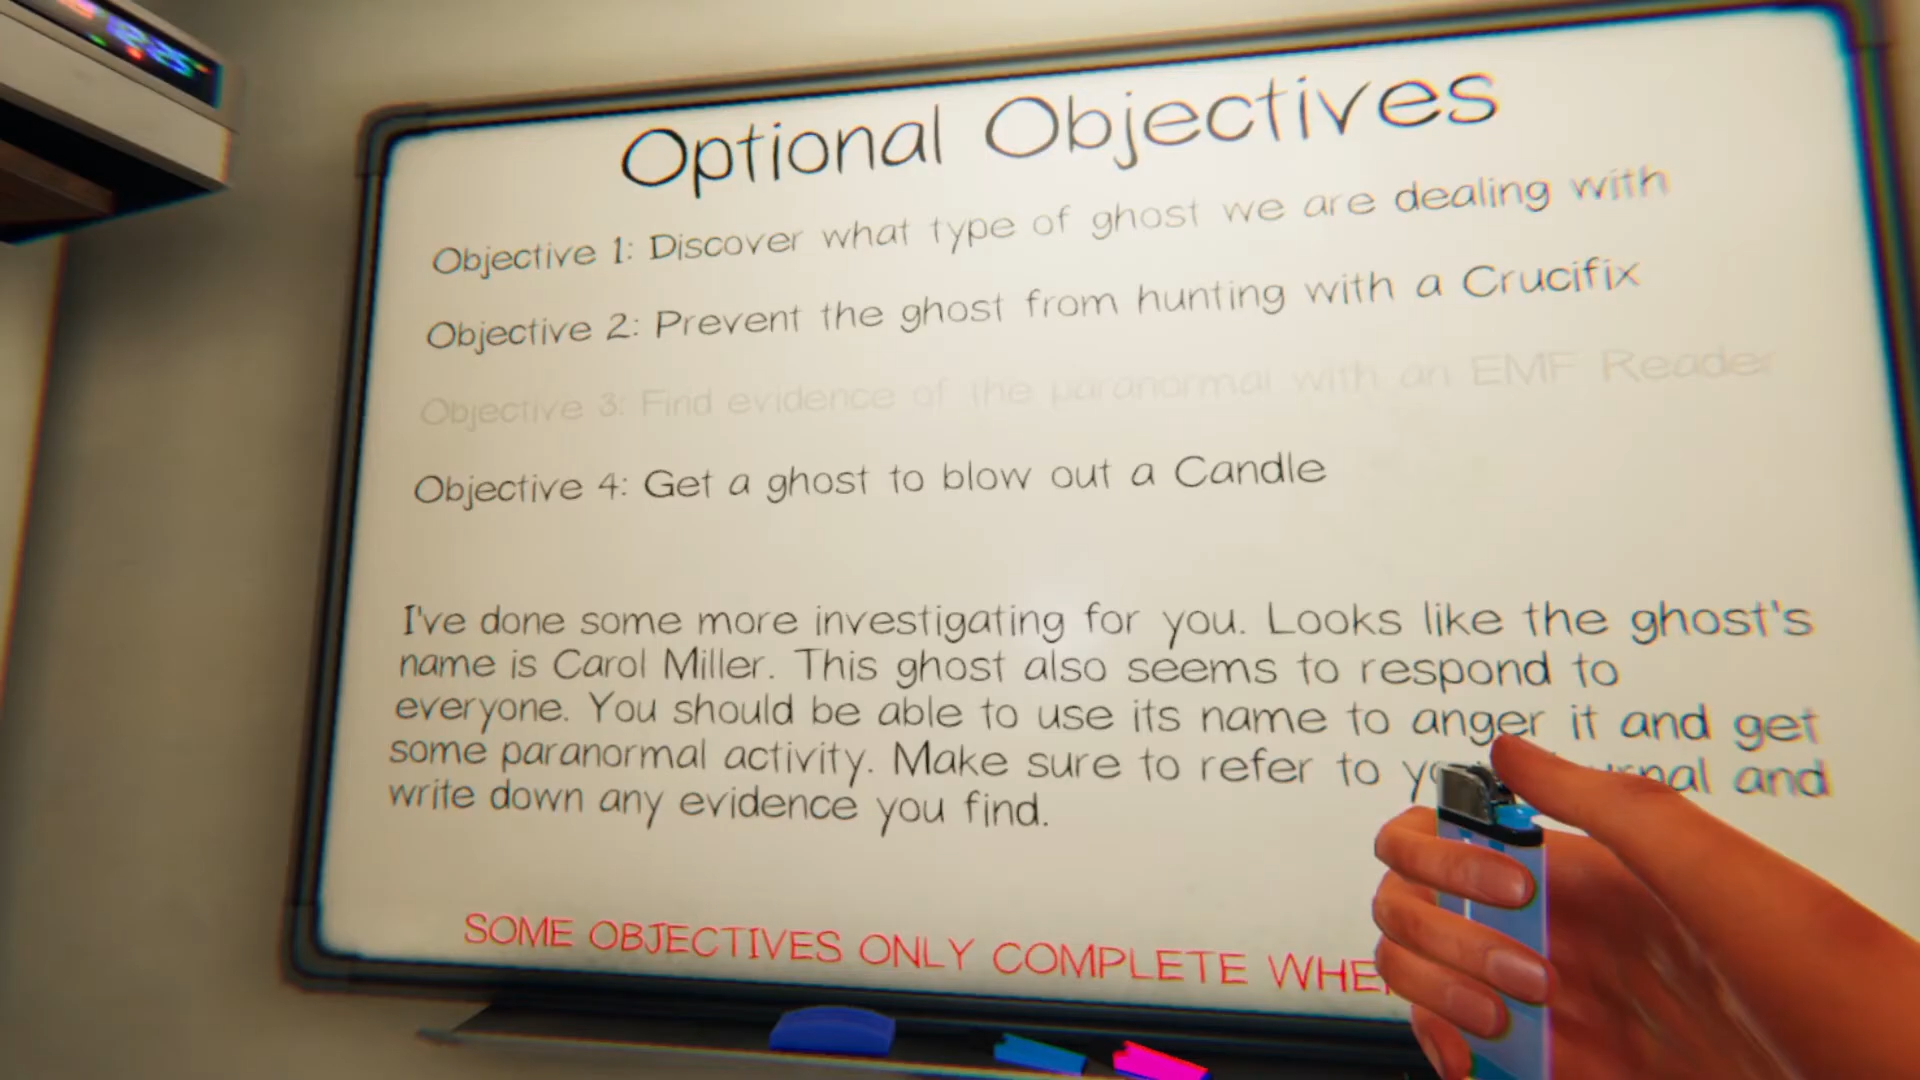 12:25
Optional Objectives
Objective 1: Discover what type of ghost we are dealing with
Objective 2: Prevent the ghost from hunting with a Crucifix
Objective 3: Find evidence of the paranormal with an EMF Reader
Objective 4: Get a ghost to blow out a Candle
I've done some more investigating for you. Looks like the ghost's
name is Carol Miller. This ghost also seems to respond to
everyone. You should be able to use its name to anger it and get
some paranormal activity. Make sure to refer to and
write down any evidence you find.
SOME OBJECTIVES ONLY COMPLETE